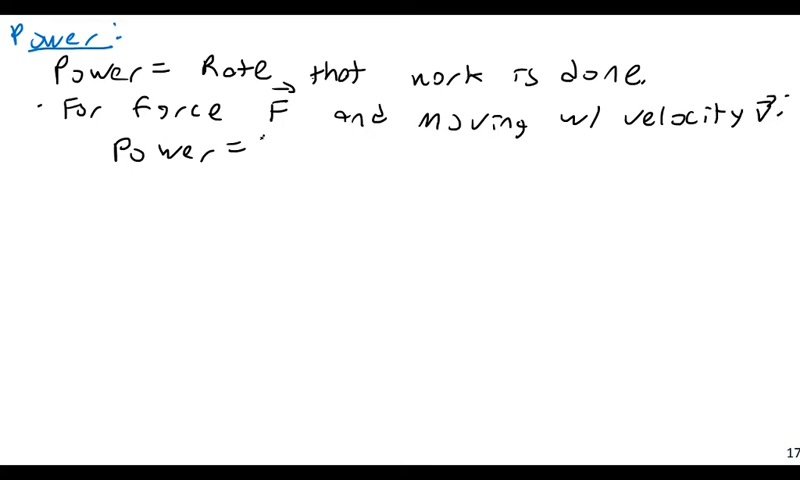 Power:
Power = Rate that work is done.
· For force F⃗ and moving w/ velocity v⃗:
Power =
17